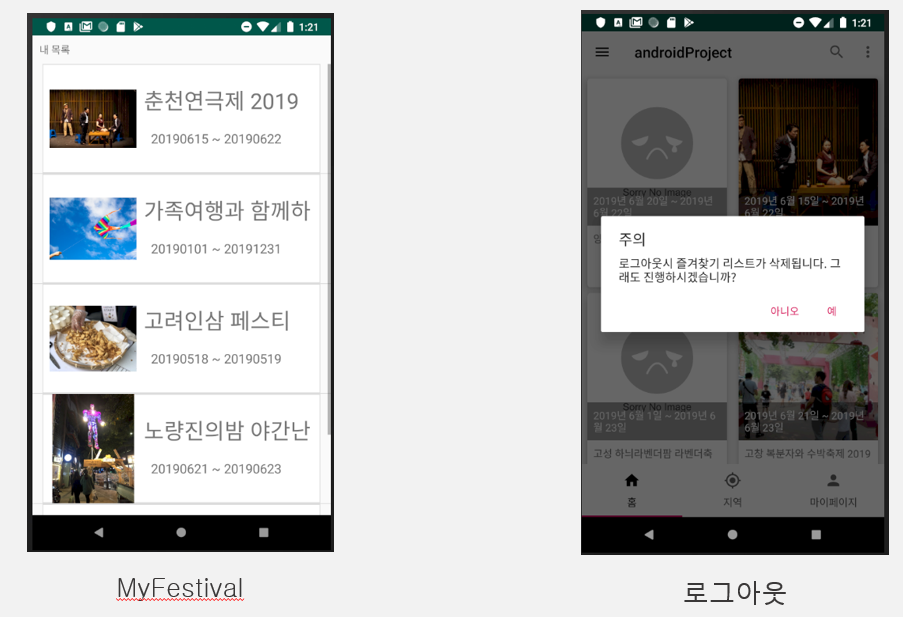 1:21
내 목록
춘천연극제 2019
20190615 ~ 20190622
가족여행과 함께하
20190101 ~ 20191231
고려인삼 페스티
20190518 ~ 20190519
노량진의밤 야간난
20190621 ~ 20190623
MyFestival
1:21
androidProject
Sorry No Image
2019년 6월 20일 ~ 2019년
6월 22일
2019년 6월 15일 ~ 2019년
6월 22일
주의
로그아웃시 즐겨찾기 리스트가 삭제됩니다. 그
래도 진행하시겠습니까?
아니오
예
Sorry No Image
2019년 6월 1일 ~ 2019년 6
월 23일
2019년 6월 21일 ~ 2019년
6월 23일
고성 하늬라벤더팜 라벤더축
고창 복분자와 수박축제 2019
홈
지역
마이페이지
로그아웃